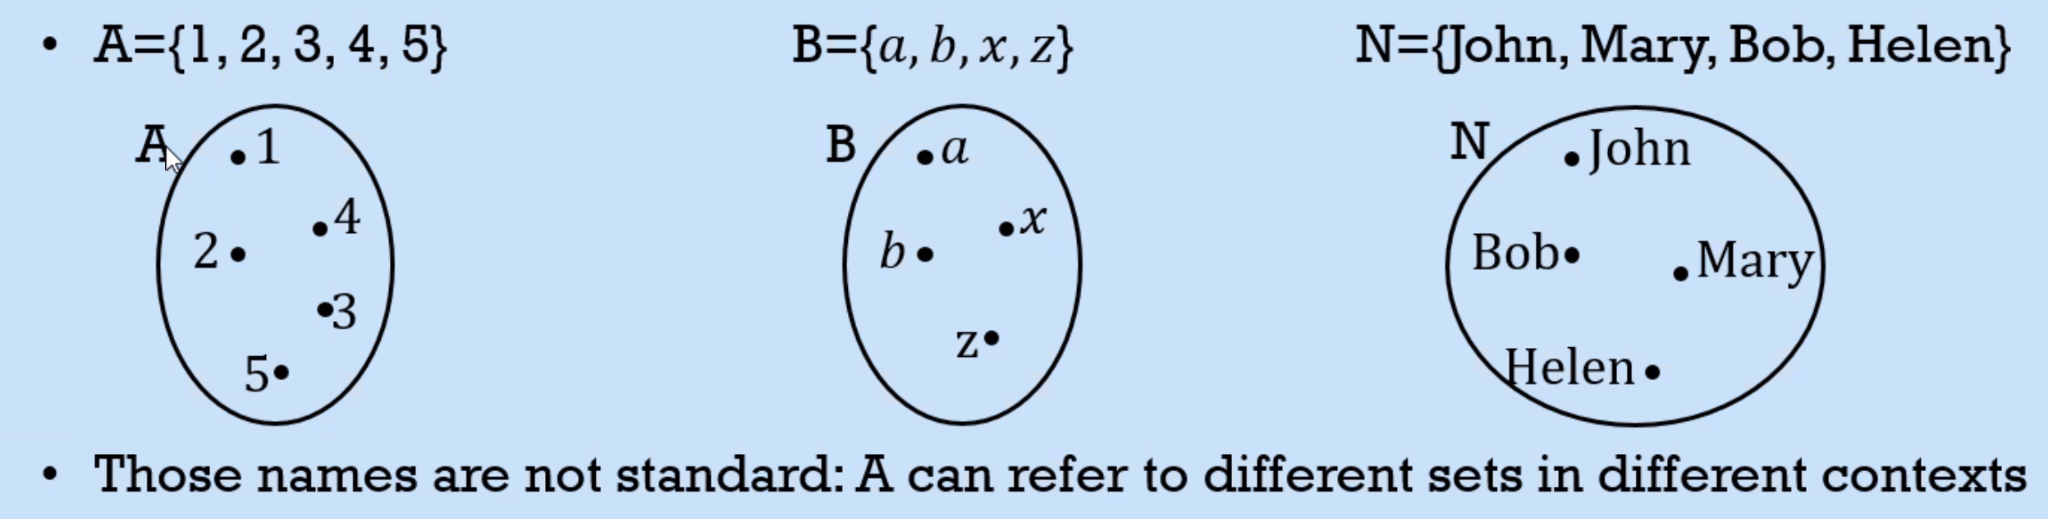 • A={1, 2, 3, 4, 5} B={a, b, x, z} N={John, Mary, Bob, Helen}
A
1
4
2
3
5
B
a
x
b
z
N
John
Bob
Mary
Helen
• Those names are not standard: A can refer to different sets in different contexts